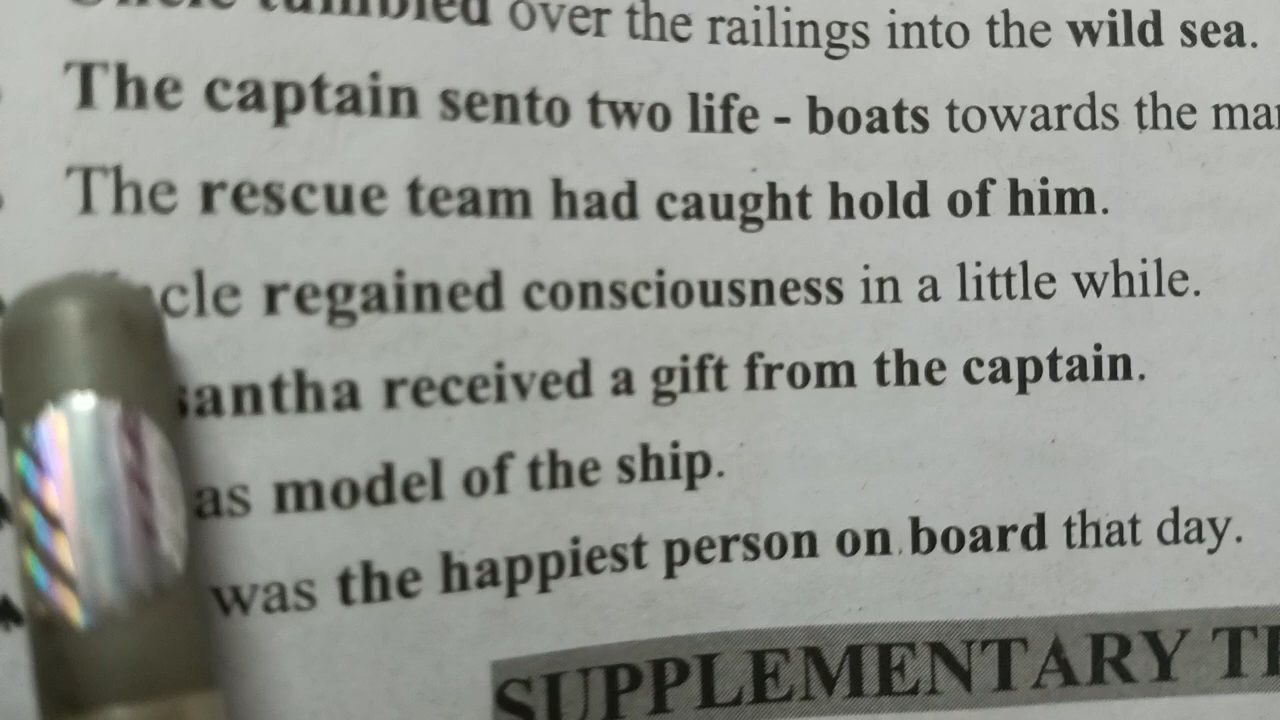 tumbled over the railings into the wild sea.
The captain sento two life - boats towards the
The rescue team had caught hold of him.
cle regained consciousness in a little while.
santha received a gift from the captain.
as model of the ship.
was the happiest person on board that day.
SUPPLEMENTARY